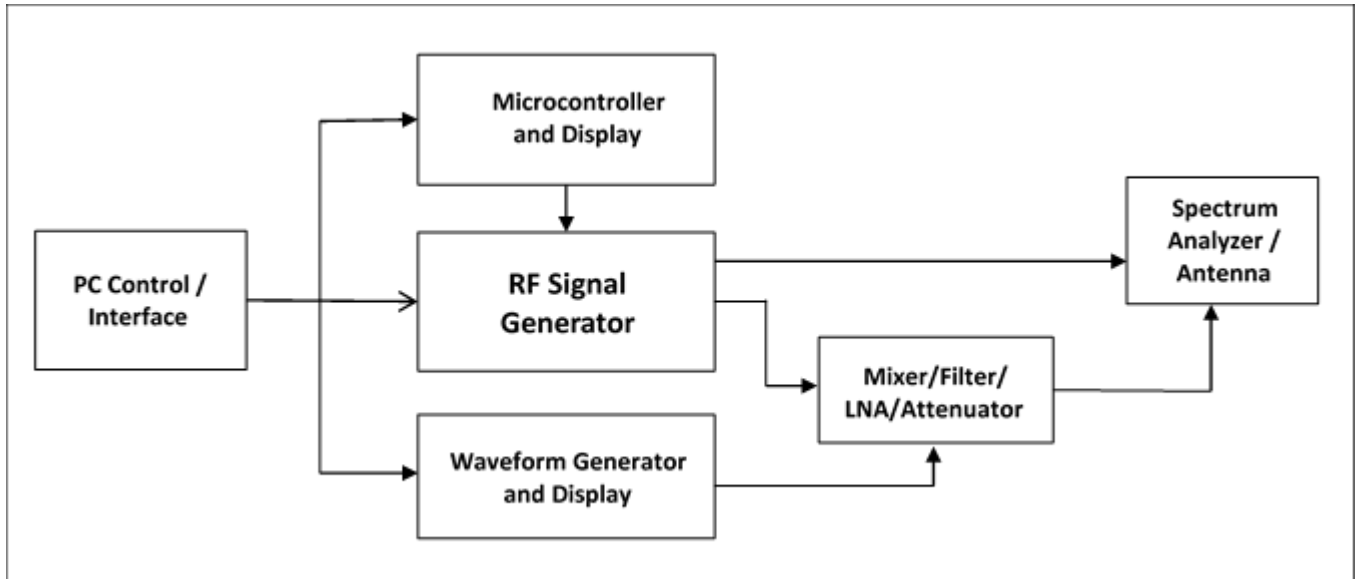 Microcontroller
and Display
PC Control /
Interface
RF Signal
Generator
Spectrum
Analyzer /
Antenna
Mixer/Filter/
LNA/Attenuator
Waveform Generator
and Display